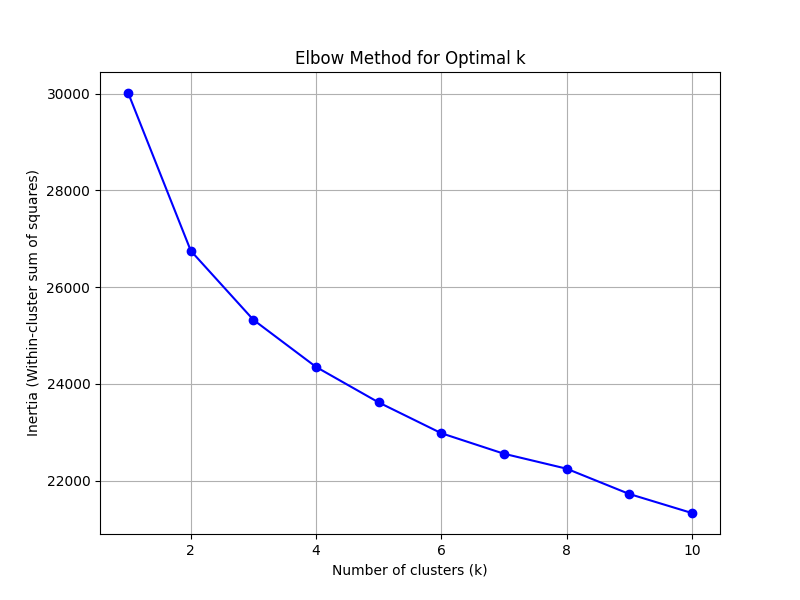 Elbow Method for Optimal k
30000
28000
26000
24000
22000
Inertia (Within-cluster sum of squares)
2 4 6 8 10
Number of clusters (k)